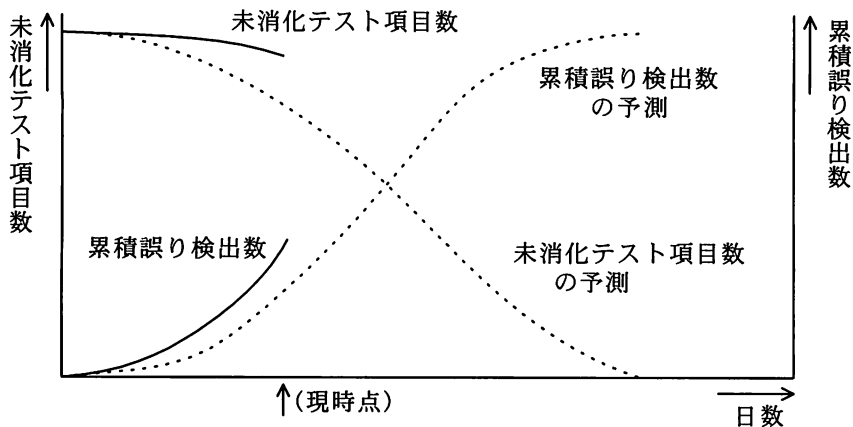 未消化テスト項目数
未消化テスト項目数
累積誤り検出数
の予測
累積誤り検出数
累積誤り検出数
未消化テスト項目数
の予測
(現時点)
日数